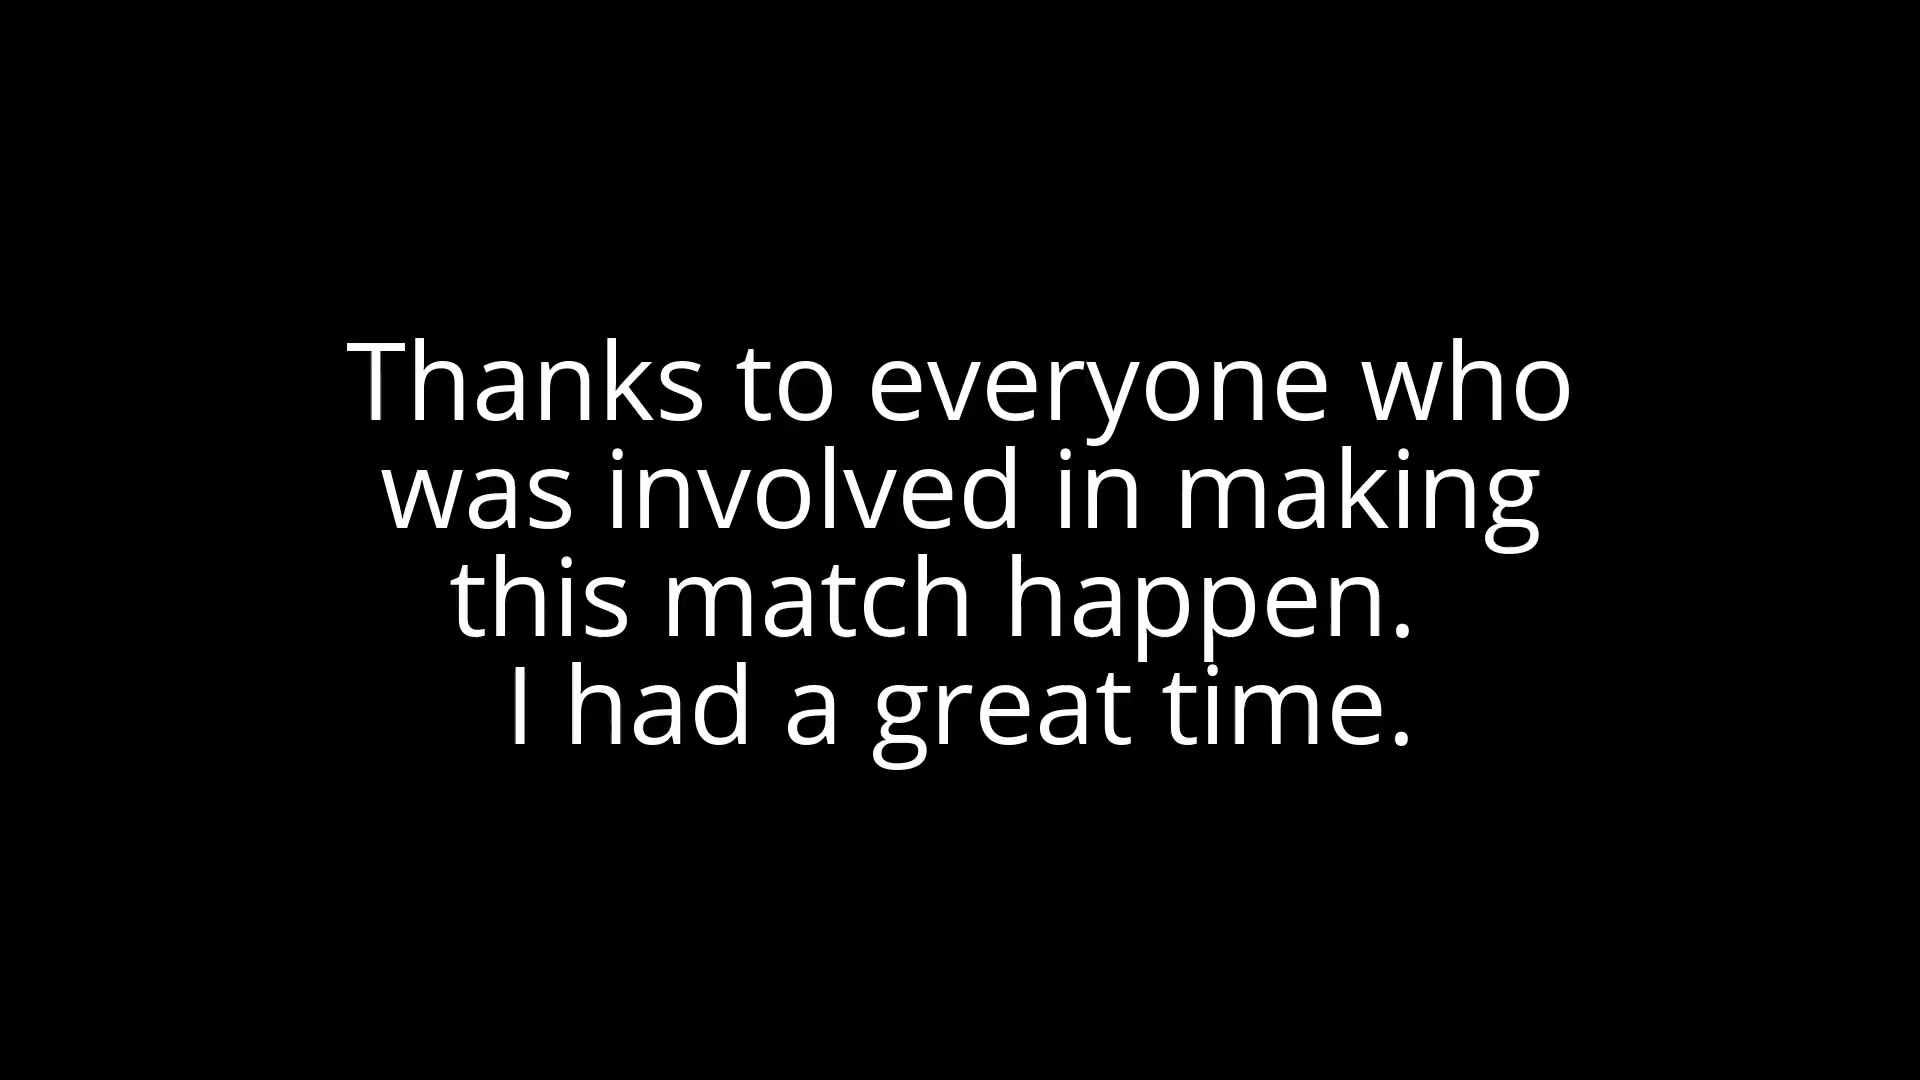 Thanks to everyone who
was involved in making
this match happen.
I had a great time.